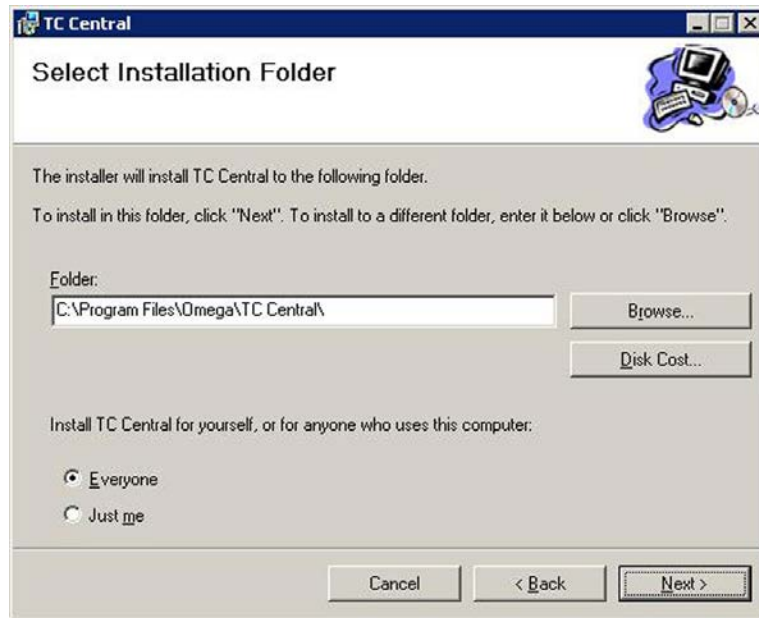 TC Central
Select Installation Folder
The installer will install TC Central to the following folder.
To install in this folder, click "Next". To install to a different folder, enter it below or click "Browse".
Folder:
C:\Program Files\Omega\TC Central\
Browse...
Disk Cost...
Install TC Central for yourself, or for anyone who uses this computer:
Everyone
Just me
Cancel
< Back
Next >